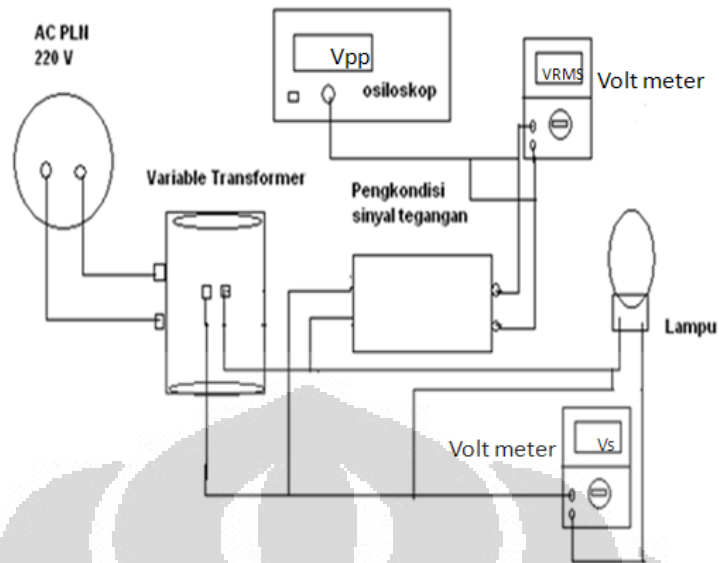 AC PLN
220 V
Vpp
osiloskop
VRMS
Volt meter
Variable Transformer
Pengkondisi
sinyal tegangan
Lampu
Volt meter
Vs